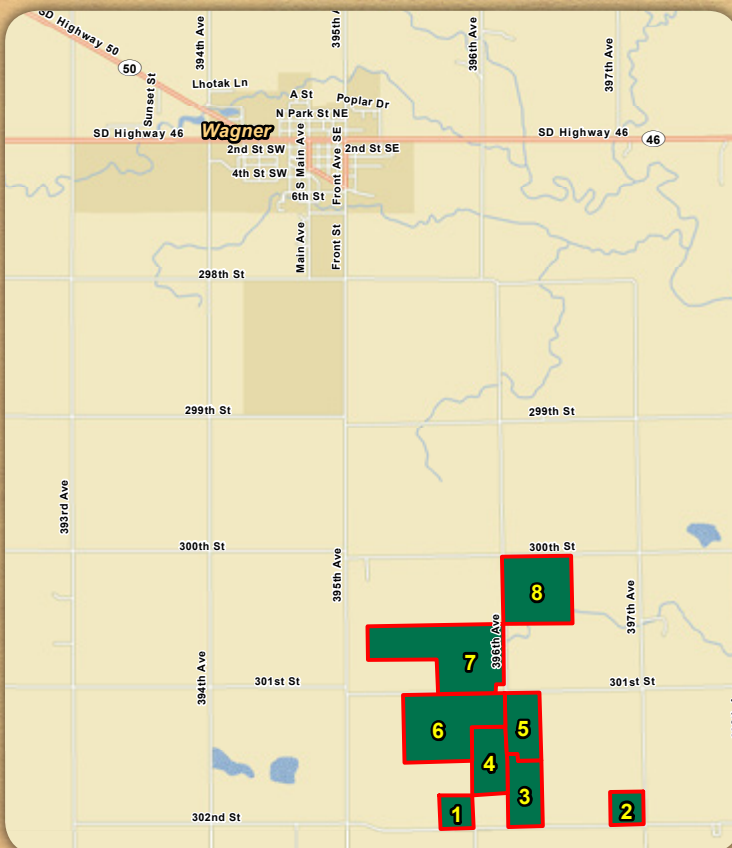 SD Highway 50
394th Ave
395th A
396th Ave
397th Ave
50
Sunset St
Lhotak Ln
A St
Poplar Dr
N Park St NE
SD Highway 46
Wagner
SD Highway 46
46
2nd St SW
S Main Ave
Front Ave SE
2nd St SE
4th St SW
6th St
Main Ave
Front St
298th St
299th St
299th St
393rd Ave
300th St
300th St
395th Ave
8
397th Ave
396th Ave
7
394th Ave
301st St
301st St
6
5
4
3
1
2
302nd St